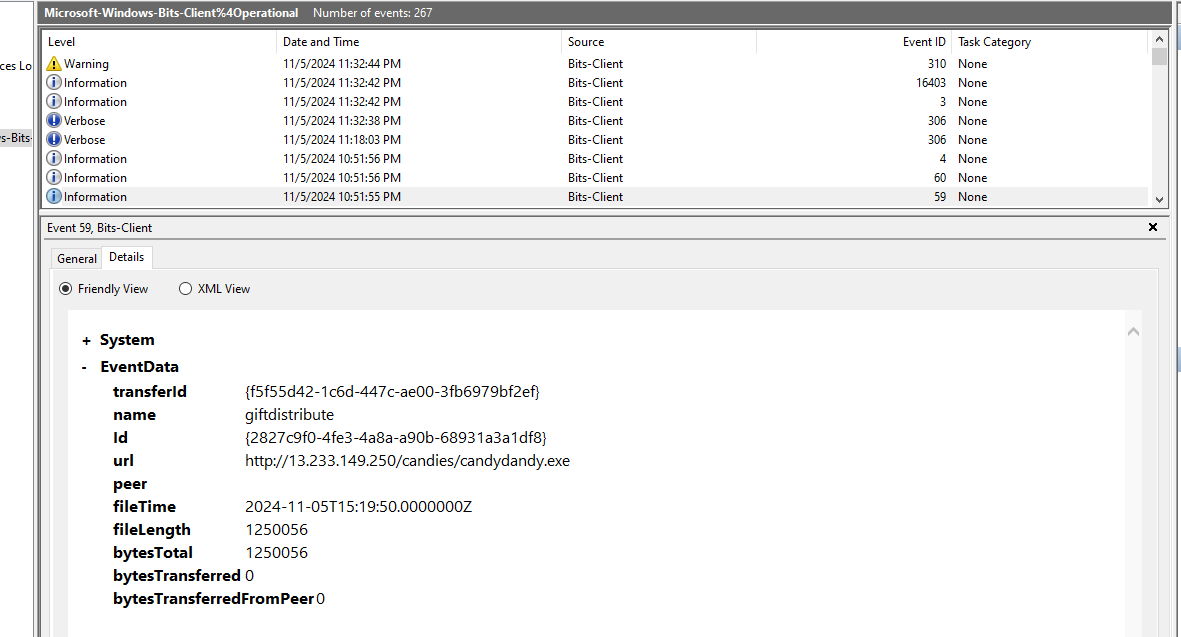 Microsoft-Windows-Bits-Client%4Operational Number of events: 267
Level Date and Time Source Event ID Task Category
Warning 11/5/2024 11:32:44 PM Bits-Client 310 None
ces Lo
Information 11/5/2024 11:32:42 PM Bits-Client 16403 None
Information 11/5/2024 11:32:42 PM Bits-Client 3 None
Verbose 11/5/2024 11:32:38 PM Bits-Client 306 None
s-Bits-
Verbose 11/5/2024 11:18:03 PM Bits-Client 306 None
Information 11/5/2024 10:51:56 PM Bits-Client 4 None
Information 11/5/2024 10:51:56 PM Bits-Client 60 None
Information 11/5/2024 10:51:55 PM Bits-Client 59 None
Event 59, Bits-Client
General Details
Friendly View XML View
+ System
- EventData
transferId {f5f55d42-1c6d-447c-ae00-3fb6979bf2ef}
name giftdistribute
Id {2827c9f0-4fe3-4a8a-a90b-68931a3a1df8}
url http://13.233.149.250/candies/candydandy.exe
peer
fileTime 2024-11-05T15:19:50.0000000Z
fileLength 1250056
bytesTotal 1250056
bytesTransferred 0
bytesTransferredFromPeer 0